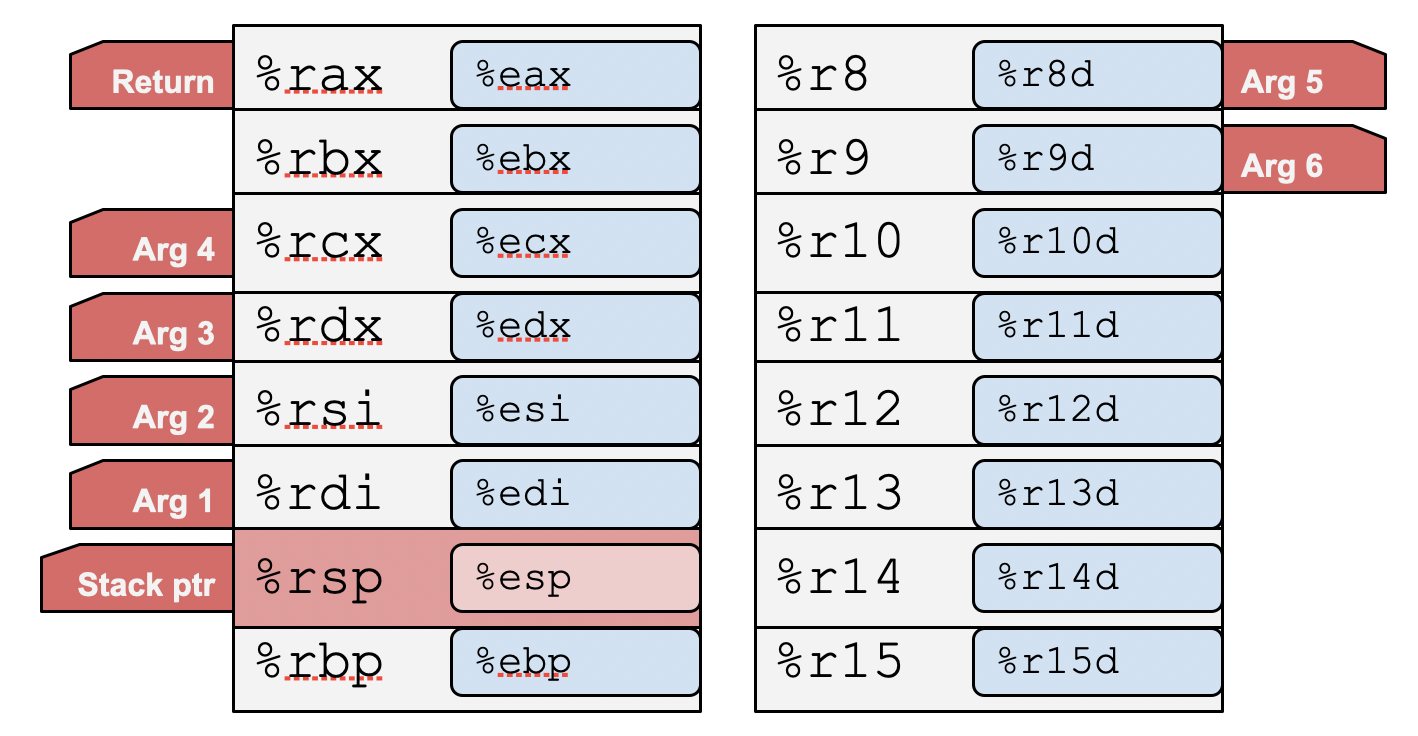 Return %rax %eax
%rbx %ebx
Arg 4 %rcx %ecx
Arg 3 %rdx %edx
Arg 2 %rsi %esi
Arg 1 %rdi %edi
Stack ptr %rsp %esp
%rbp %ebp
%r8 %r8d Arg 5
%r9 %r9d Arg 6
%r10 %r10d
%r11 %r11d
%r12 %r12d
%r13 %r13d
%r14 %r14d
%r15 %r15d